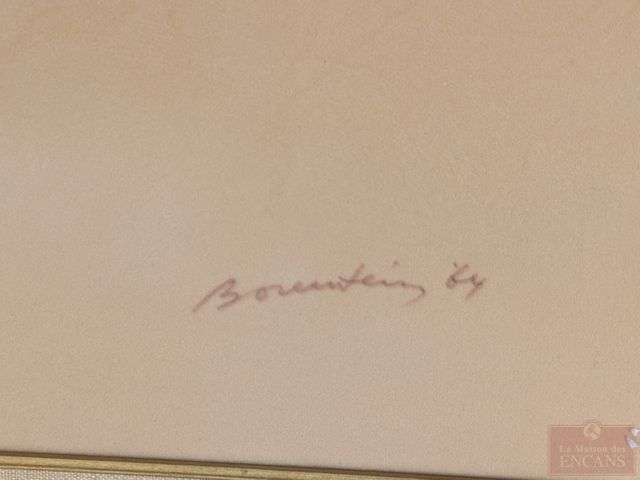 Borenstein '64
La Maison des
ENCANS